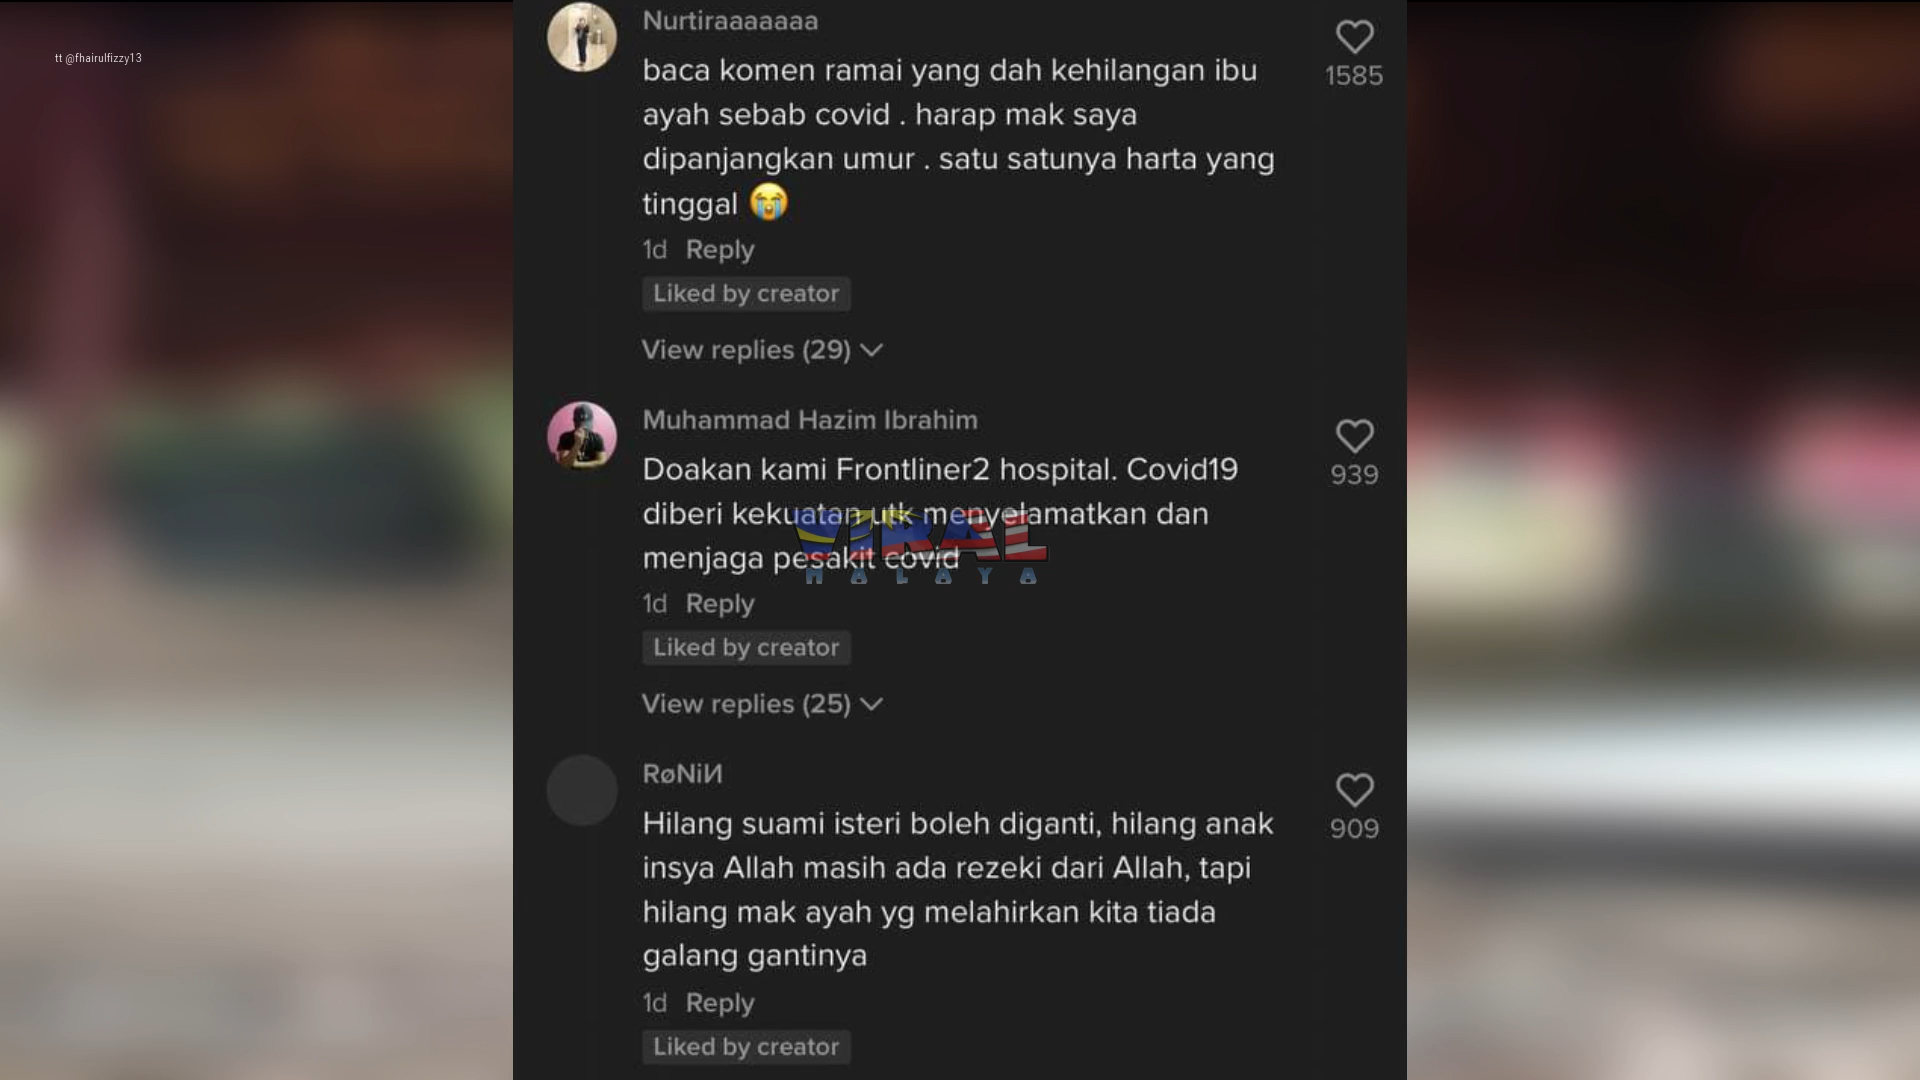 tt @fhairulfizzy13
Nurtiraaaaaaa
1585
baca komen ramai yang dah kehilangan ibu
ayah sebab covid . harap mak saya
dipanjangkan umur . satu satunya harta yang
tinggal 😭
1d Reply
Liked by creator
View replies (29)
Muhammad Hazim Ibrahim
939
Doakan kami Frontliner2 hospital. Covid19
diberi kekuatan utk menyelamatkan dan
menjaga pesakit covid
VIRAL
MALAYA
1d Reply
Liked by creator
View replies (25)
RøNiИ
909
Hilang suami isteri boleh diganti, hilang anak
insya Allah masih ada rezeki dari Allah, tapi
hilang mak ayah yg melahirkan kita tiada
galang gantinya
1d Reply
Liked by creator